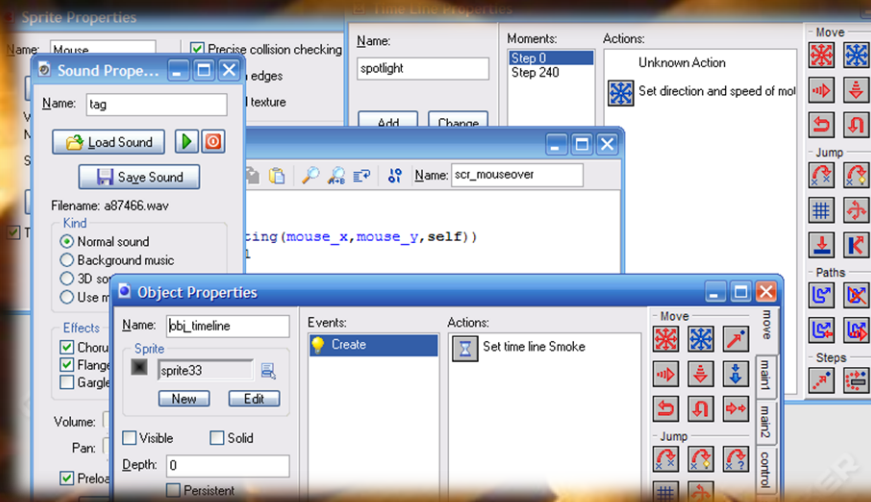 Sprite Properties
Name: Mouse
Precise collision checking
edges
texture
Time Line Properties
Name:
spotlight
Add
Change
Moments:
Step 0
Step 240
Actions:
Unknown Action
Set direction and speed of mot
Move
Jump
Paths
Steps
Sound Prope...
Name: tag
Load Sound
Save Sound
Filename: a87466.wav
Kind
Normal sound
Background music
3D sou
Use m
Effects
Chorus
Flange
Gargle
Volume:
Pan:
Preloa
Name: scr_mouseover
ting(mouse_x,mouse_y,self))
Object Properties
Name: obj_timeline
Sprite
sprite33
New
Edit
Visible
Solid
Depth: 0
Persistent
Events:
Create
Actions:
Set time line Smoke
Move
Jump
move
main1
main2
control